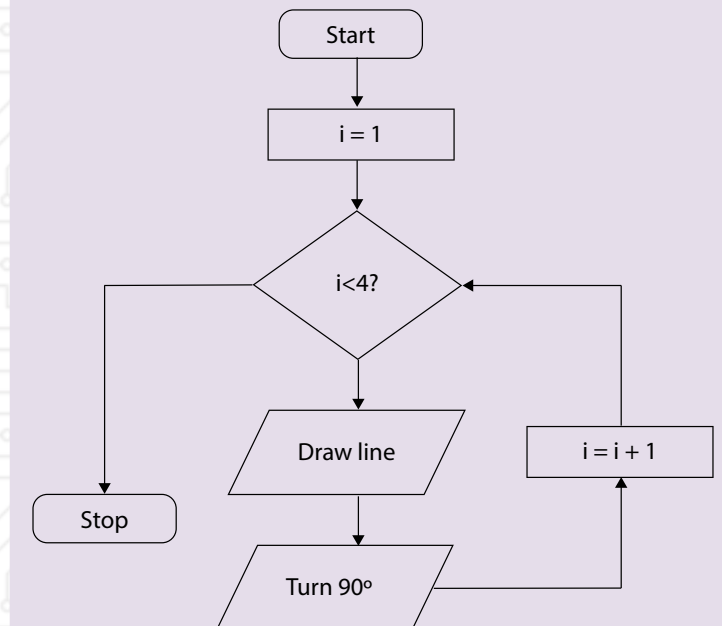 Start
i = 1
i<4?
Draw line
i = i + 1
Stop
Turn 90º